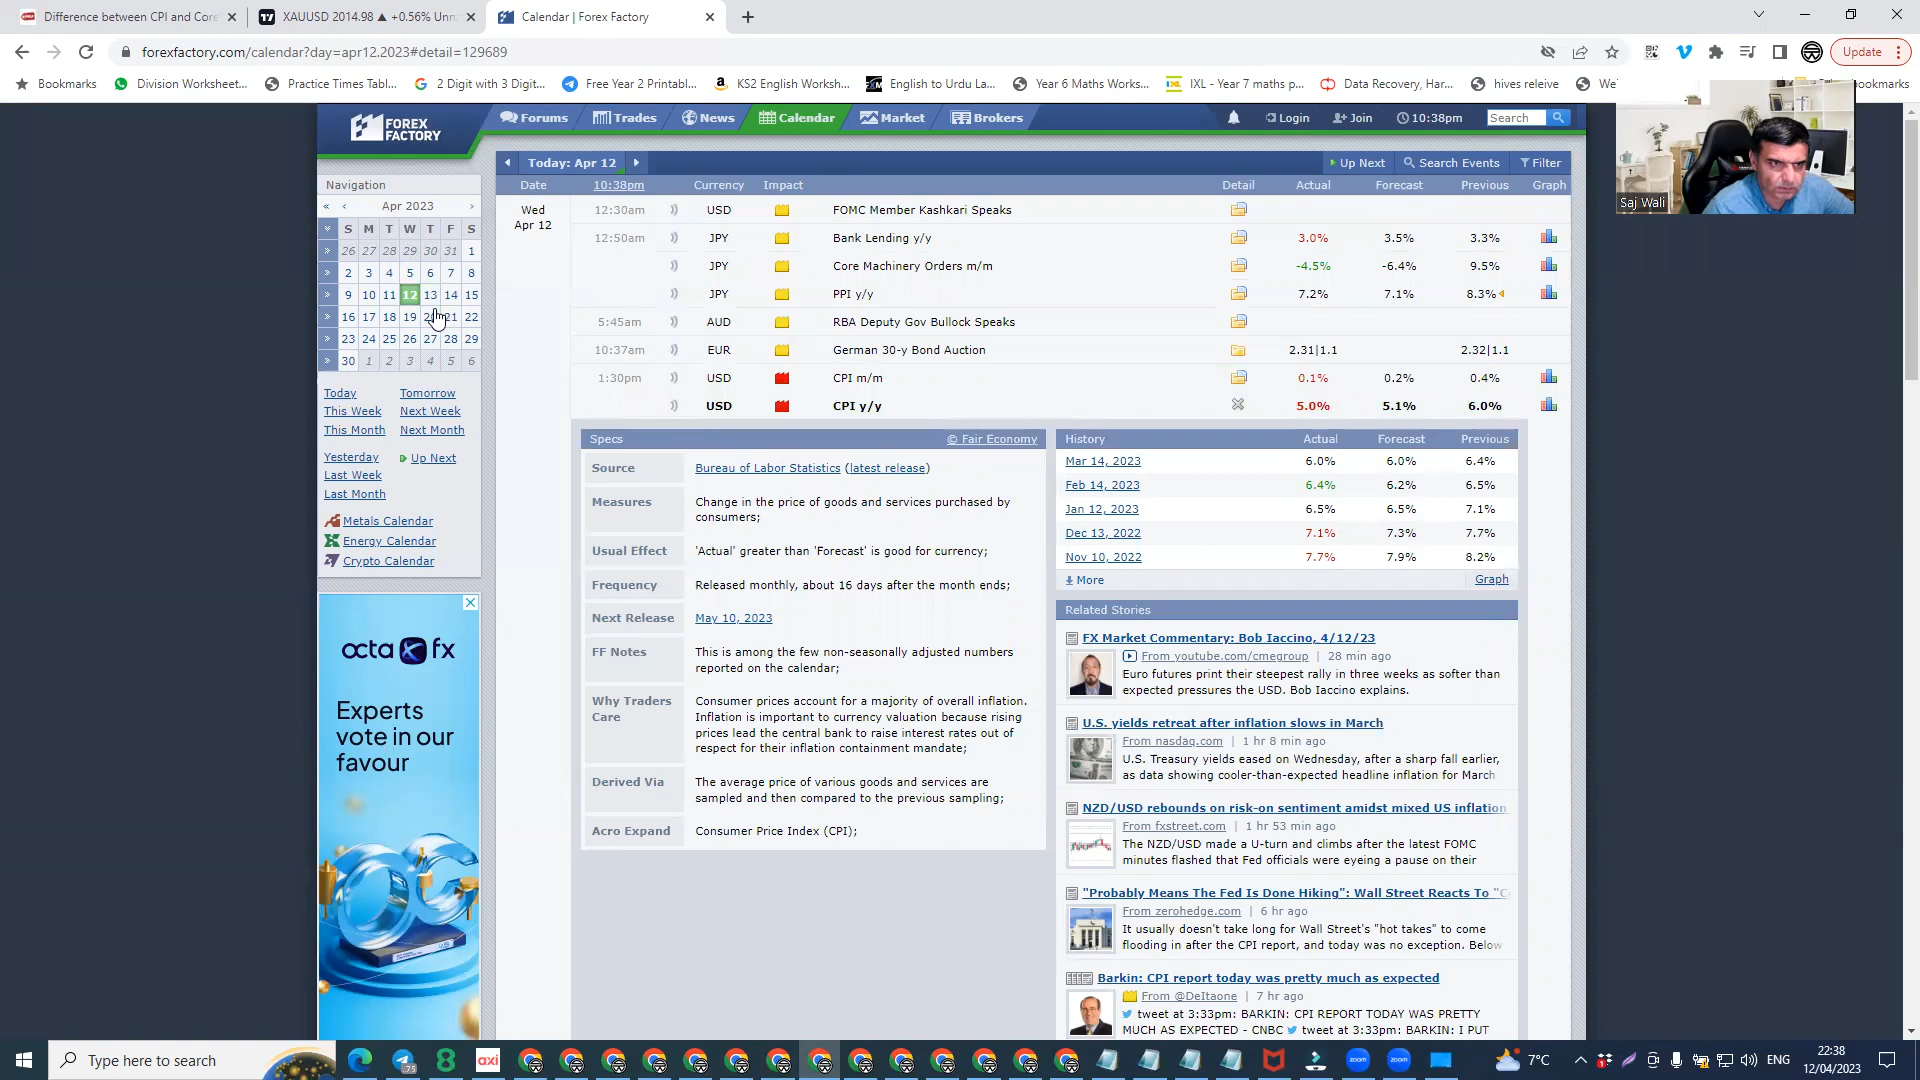 Difference between CPI and Core
XAUUSD 2014.98 ▲ +0.56% Unn
Calendar | Forex Factory
forexfactory.com/calendar?day=apr12.2023#detail=129689
Update
Bookmarks
Division Worksheet...
Practice Times Tabl...
2 Digit with 3 Digit...
Free Year 2 Printabl...
KS2 English Worksh...
English to Urdu La...
Year 6 Maths Works...
IXL - Year 7 maths p...
Data Recovery, Har...
hives releive
FOREX FACTORY
Forums
Trades
News
Calendar
Market
Brokers
Login
Join
10:38pm
Search
Saj Wali
Navigation
« ‹ Apr 2023 ›
S M T W T F S
26 27 28 29 30 31 1
2 3 4 5 6 7 8
9 10 11 12 13 14 15
16 17 18 19 20 21 22
23 24 25 26 27 28 29
30 1 2 3 4 5 6
Today Tomorrow
This Week Next Week
This Month Next Month
Yesterday Up Next
Last Week
Last Month
Metals Calendar
Energy Calendar
Crypto Calendar
octa fx
Experts
vote in our
favour
Today: Apr 12
Up Next Search Events Filter
Date 10:38pm Currency Impact Detail Actual Forecast Previous Graph
Wed
Apr 12
12:30am USD FOMC Member Kashkari Speaks
12:50am JPY Bank Lending y/y 3.0% 3.5% 3.3%
JPY Core Machinery Orders m/m -4.5% -6.4% 9.5%
JPY PPI y/y 7.2% 7.1% 8.3%
5:45am AUD RBA Deputy Gov Bullock Speaks
10:37am EUR German 30-y Bond Auction 2.31|1.1 2.32|1.1
1:30pm USD CPI m/m 0.1% 0.2% 0.4%
USD CPI y/y 5.0% 5.1% 6.0%
Specs © Fair Economy
Source Bureau of Labor Statistics (latest release)
Measures Change in the price of goods and services purchased by
consumers;
Usual Effect 'Actual' greater than 'Forecast' is good for currency;
Frequency Released monthly, about 16 days after the month ends;
Next Release May 10, 2023
FF Notes This is among the few non-seasonally adjusted numbers
reported on the calendar;
Why Traders Care Consumer prices account for a majority of overall inflation.
Inflation is important to currency valuation because rising
prices lead the central bank to raise interest rates out of
respect for their inflation containment mandate;
Derived Via The average price of various goods and services are
sampled and then compared to the previous sampling;
Acro Expand Consumer Price Index (CPI);
History Actual Forecast Previous
Mar 14, 2023 6.0% 6.0% 6.4%
Feb 14, 2023 6.4% 6.2% 6.5%
Jan 12, 2023 6.5% 6.5% 7.1%
Dec 13, 2022 7.1% 7.3% 7.7%
Nov 10, 2022 7.7% 7.9% 8.2%
More Graph
Related Stories
FX Market Commentary: Bob Iaccino, 4/12/23
From youtube.com/cmegroup | 28 min ago
Euro futures print their steepest rally in three weeks as softer than
expected pressures the USD. Bob Iaccino explains.
U.S. yields retreat after inflation slows in March
From nasdaq.com | 1 hr 8 min ago
U.S. Treasury yields eased on Wednesday, after a sharp fall earlier,
as data showing cooler-than-expected headline inflation for March
NZD/USD rebounds on risk-on sentiment amidst mixed US inflation
From fxstreet.com | 1 hr 53 min ago
The NZD/USD made a U-turn and climbs after the latest FOMC
minutes flashed that Fed officials were eyeing a pause on their
"Probably Means The Fed Is Done Hiking": Wall Street Reacts To "C
From zerohedge.com | 6 hr ago
It usually doesn't take long for Wall Street's "hot takes" to come
flooding in after the CPI report, and today was no exception. Below
Barkin: CPI report today was pretty much as expected
From @DeItaone | 7 hr ago
tweet at 3:33pm: BARKIN: CPI REPORT TODAY WAS PRETTY
MUCH AS EXPECTED - CNBC tweet at 3:33pm: BARKIN: I PUT
Type here to search
axi
.75
zoom
zoom
7°C
ENG
22:38
12/04/2023